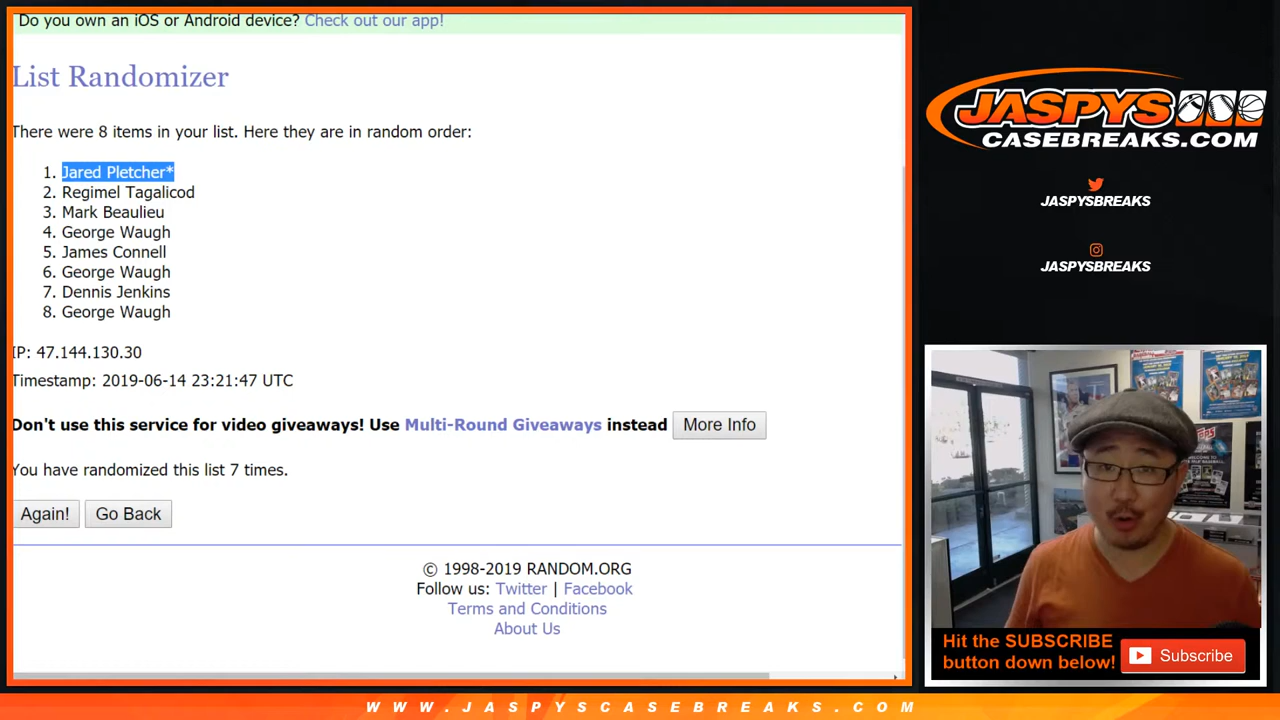 Do you own an iOS or Android device? Check out our app!
List Randomizer
There were 8 items in your list. Here they are in random order:
1. Jared Pletcher*
2. Regimel Tagalicod
3. Mark Beaulieu
4. George Waugh
5. James Connell
6. George Waugh
7. Dennis Jenkins
8. George Waugh
IP: 47.144.130.30
Timestamp: 2019-06-14 23:21:47 UTC
Don't use this service for video giveaways! Use Multi-Round Giveaways instead More Info
You have randomized this list 7 times.
Again! Go Back
© 1998-2019 RANDOM.ORG
Follow us: Twitter | Facebook
Terms and Conditions
About Us
JASPYS
CASEBREAKS.COM
JASPYSBREAKS
JASPYSBREAKS
Hit the SUBSCRIBE
button down below!
Subscribe
WWW.JASPYSCASEBREAKS.COM